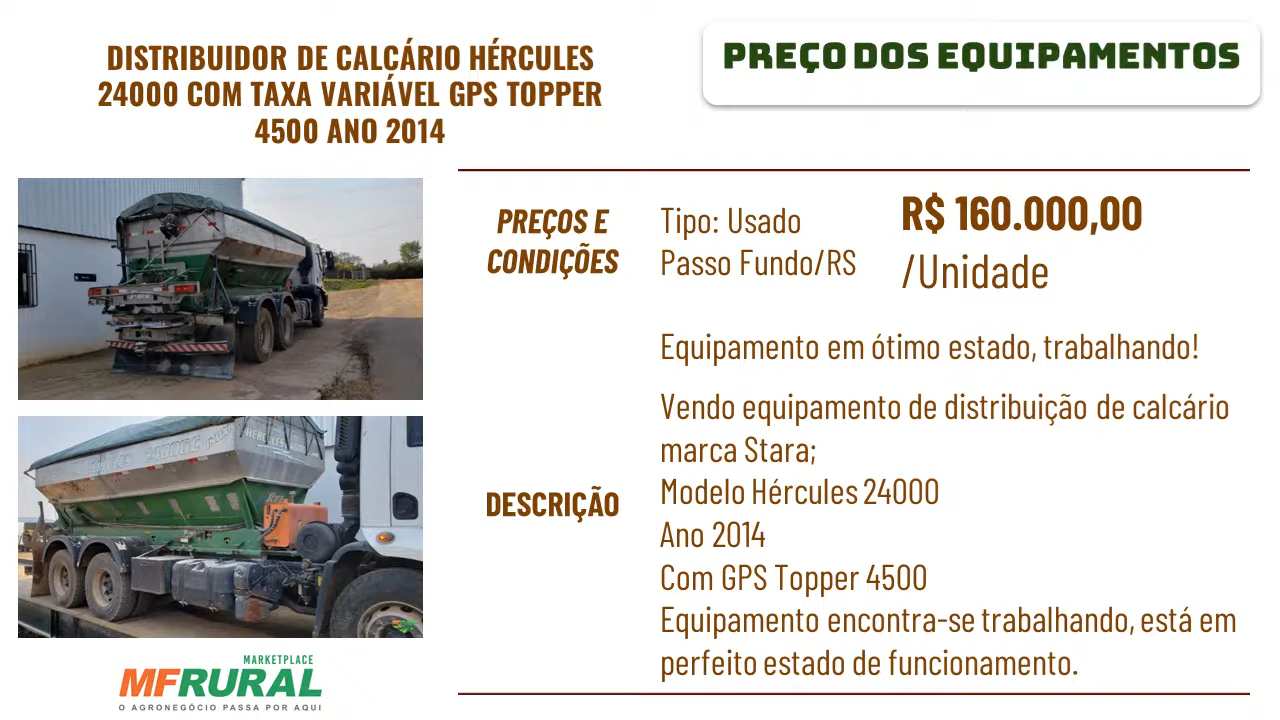 DISTRIBUIDOR DE CALCÁRIO HÉRCULES
24000 COM TAXA VARIÁVEL GPS TOPPER
4500 ANO 2014
PREÇO DOS EQUIPAMENTOS
PREÇOS E
CONDIÇÕES
Tipo: Usado
Passo Fundo/RS
R$ 160.000,00
/Unidade
Equipamento em ótimo estado, trabalhando!
DESCRIÇÃO
Vendo equipamento de distribuição de calcário
marca Stara;
Modelo Hércules 24000
Ano 2014
Com GPS Topper 4500
Equipamento encontra-se trabalhando, está em
perfeito estado de funcionamento.
HÉRCULES 24000
MARKETPLACE
MFRURAL
O AGRONEGÓCIO PASSA POR AQUI